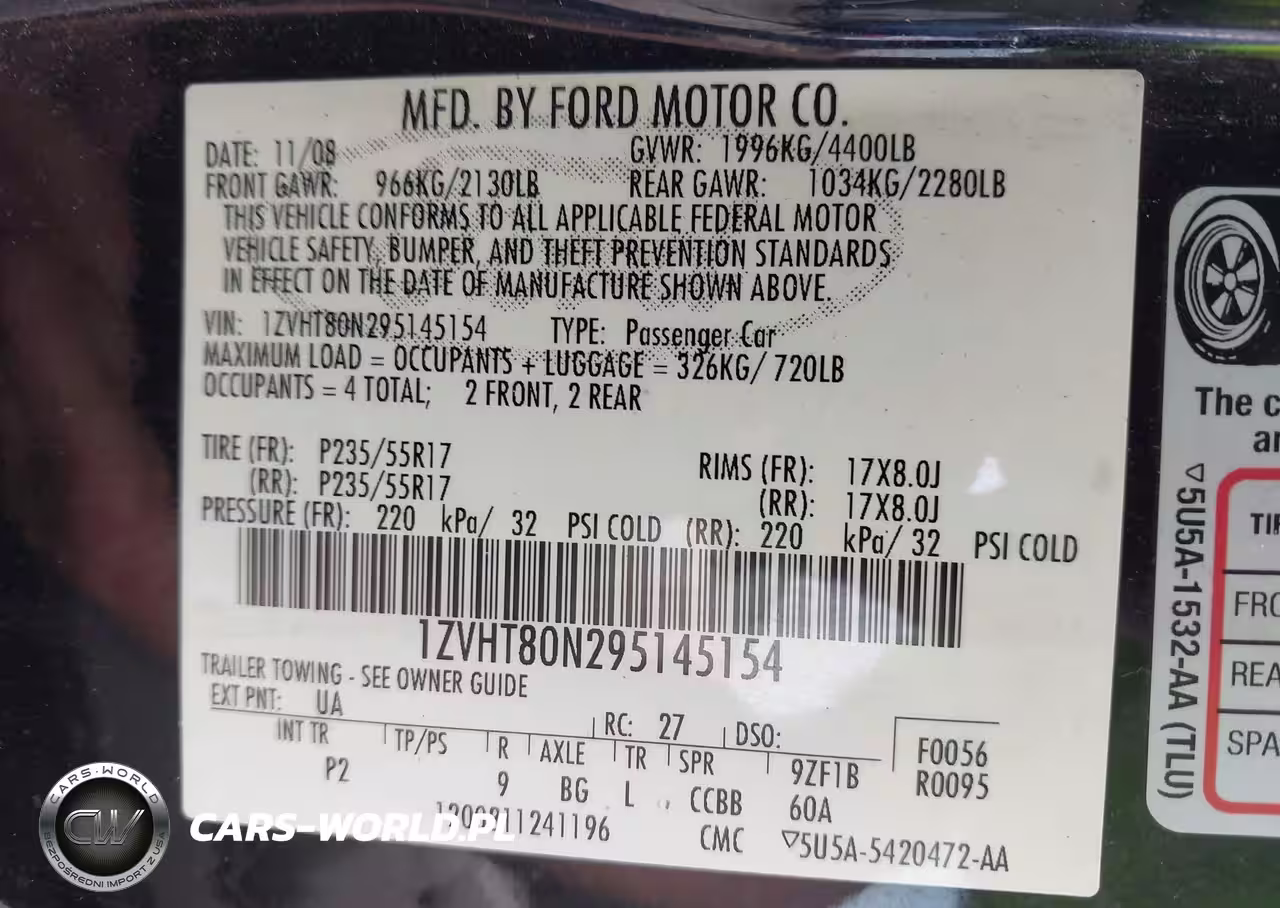 MFD. BY FORD MOTOR CO.
DATE: 11/08 GVWR: 1996KG/4400LB
FRONT GAWR: 966KG/2130LB REAR GAWR: 1034KG/2280LB
THIS VEHICLE CONFORMS TO ALL APPLICABLE FEDERAL MOTOR
VEHICLE SAFETY, BUMPER, AND THEFT PREVENTION STANDARDS
IN EFFECT ON THE DATE OF MANUFACTURE SHOWN ABOVE.
VIN: 1ZVHT80N295145154 TYPE: Passenger Car
MAXIMUM LOAD = OCCUPANTS + LUGGAGE = 326KG/ 720LB
OCCUPANTS = 4 TOTAL; 2 FRONT, 2 REAR
TIRE (FR): P235/55R17 RIMS (FR): 17X8.0J
(RR): P235/55R17 (RR): 17X8.0J
PRESSURE (FR): 220 kPa/ 32 PSI COLD (RR): 220 kPa/ 32 PSI COLD
1ZVHT80N295145154
TRAILER TOWING - SEE OWNER GUIDE
EXT PNT: UA RC: 27 DSO:
INT TR TP/PS R AXLE TR SPR 9ZF1B F0056
P2 9 BG L CCBB 60A R0095
CMC ▽5U5A-5420472-AA
The c
an
▽5U5A-1532-AA (TLU)
TIR
FRO
REA
SPA
CARS-WORLD
CW
BEZPOŚREDNI IMPORT Z USA
CARS-WORLD.PL